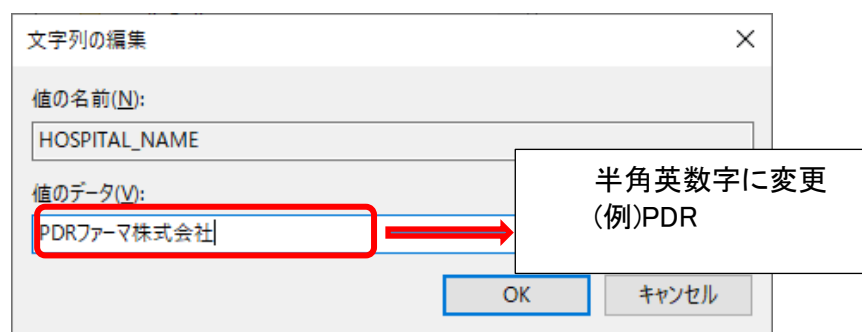 文字列の編集
値の名前(N):
HOSPITAL_NAME
値のデータ(V):
PDRファーマ株式会社
半角英数字に変更
(例)PDR
OK
キャンセル